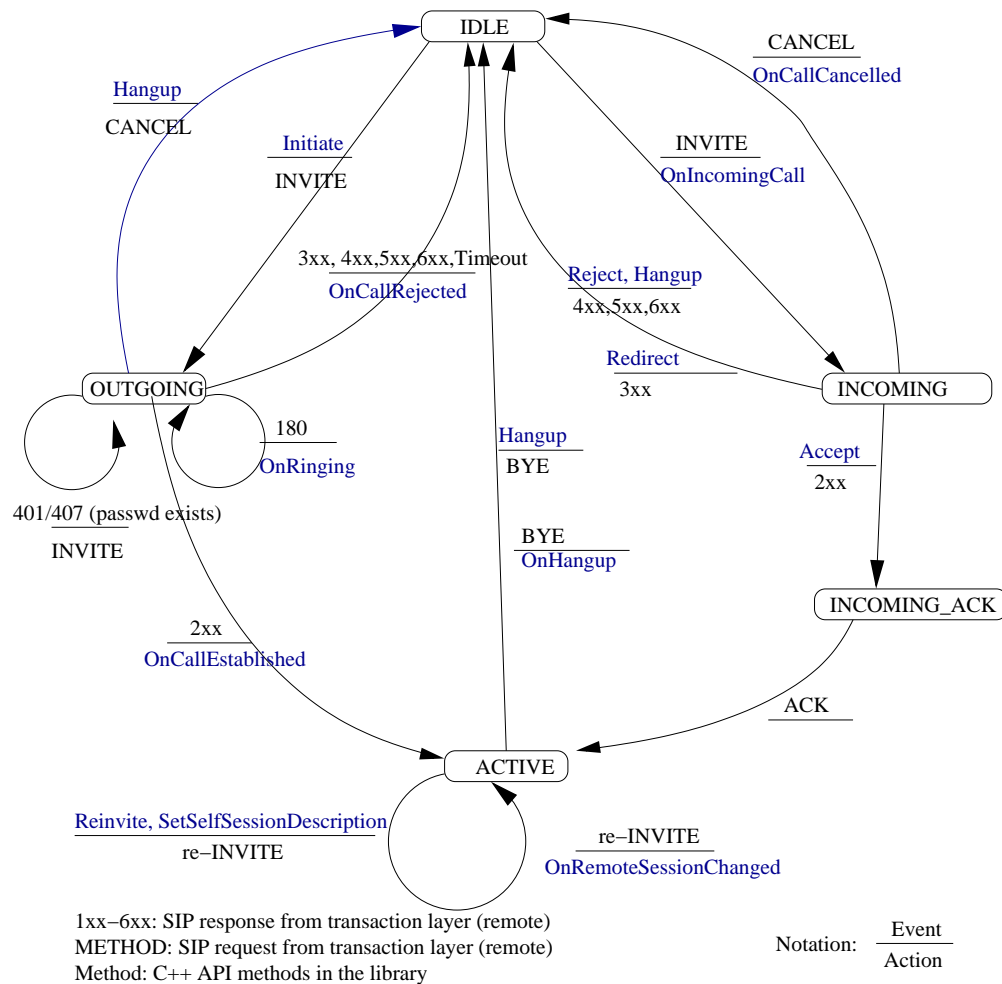 IDLE
CANCEL
OnCallCancelled
Hangup
CANCEL
Initiate
INVITE
INVITE
OnIncomingCall
3xx, 4xx,5xx,6xx,Timeout
OnCallRejected
Reject, Hangup
4xx,5xx,6xx
Redirect
3xx
OUTGOING
INCOMING
180
OnRinging
Hangup
BYE
Accept
2xx
401/407 (passwd exists)
INVITE
BYE
OnHangup
INCOMING_ACK
2xx
OnCallEstablished
ACK
ACTIVE
Reinvite, SetSelfSessionDescription
re−INVITE
re−INVITE
OnRemoteSessionChanged
1xx−6xx: SIP response from transaction layer (remote)
METHOD: SIP request from transaction layer (remote)
Method: C++ API methods in the library
Notation:
Event
Action